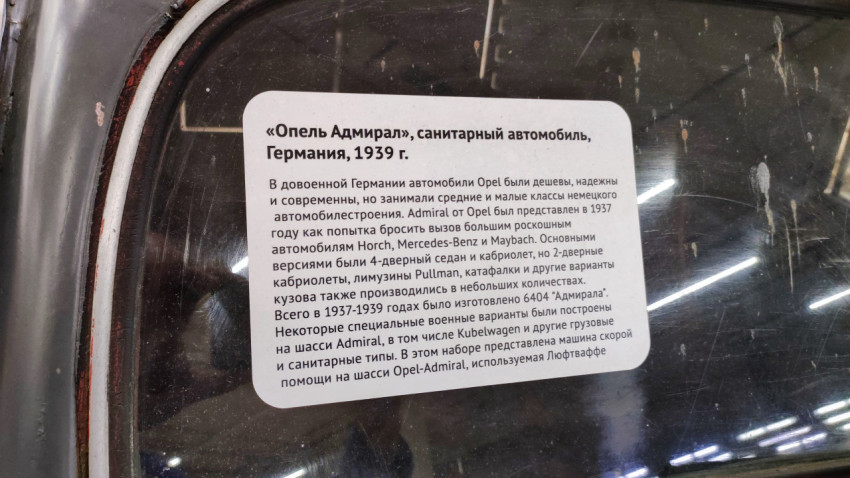 «Опель Адмирал», санитарный автомобиль,
Германия, 1939 г.
В довоенной Германии автомобили Opel были дешевы, надежны
и современны, но занимали средние и малые классы немецкого
автомобилестроения. Admiral от Opel был представлен в 1937
году как попытка бросить вызов большим роскошным
автомобилям Horch, Mercedes-Benz и Maybach. Основными
версиями были 4-дверный седан и кабриолет, но 2-дверные
кабриолеты, лимузины Pullman, катафалки и другие варианты
кузова также производились в небольших количествах.
Всего в 1937-1939 годах было изготовлено 6404 "Адмирала".
Некоторые специальные военные варианты были построены
на шасси Admiral, в том числе Kubelwagen и другие грузовые
и санитарные типы. В этом наборе представлена машина скорой
помощи на шасси Opel-Admiral, используемая Люфтваффе